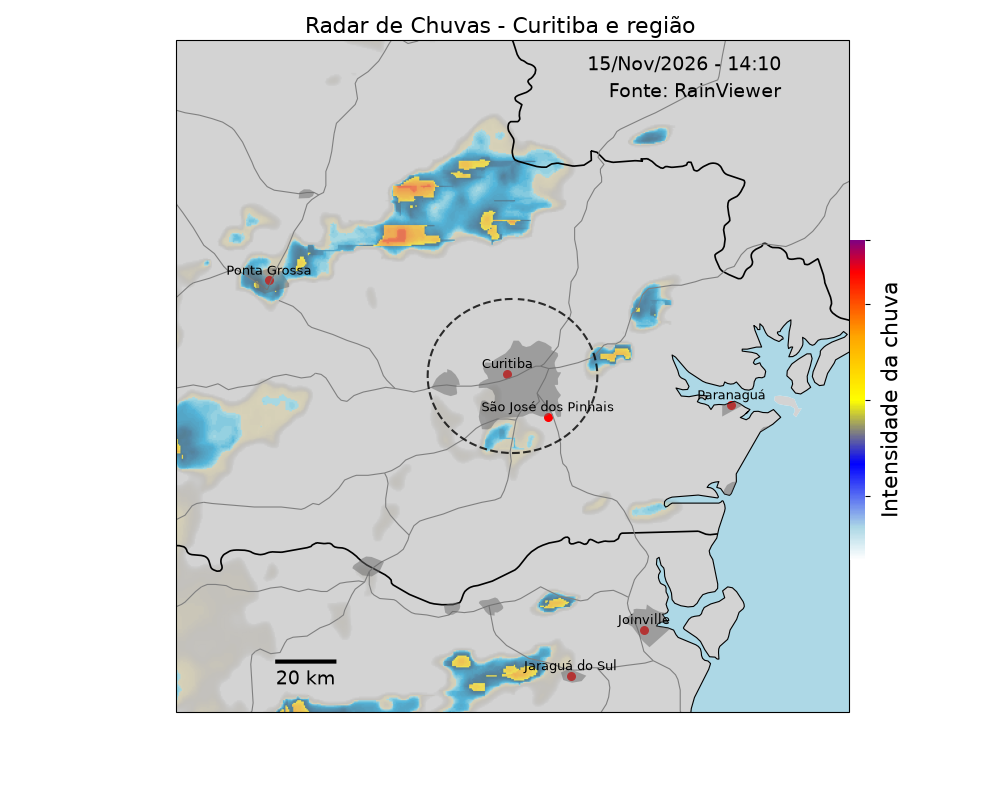 Radar de Chuvas - Curitiba e região
15/Nov/2026 - 14:10
Fonte: RainViewer
Ponta Grossa
Curitiba
Paranaguá
São José dos Pinhais
Intensidade da chuva
Joinville
Jaraguá do Sul
20 km